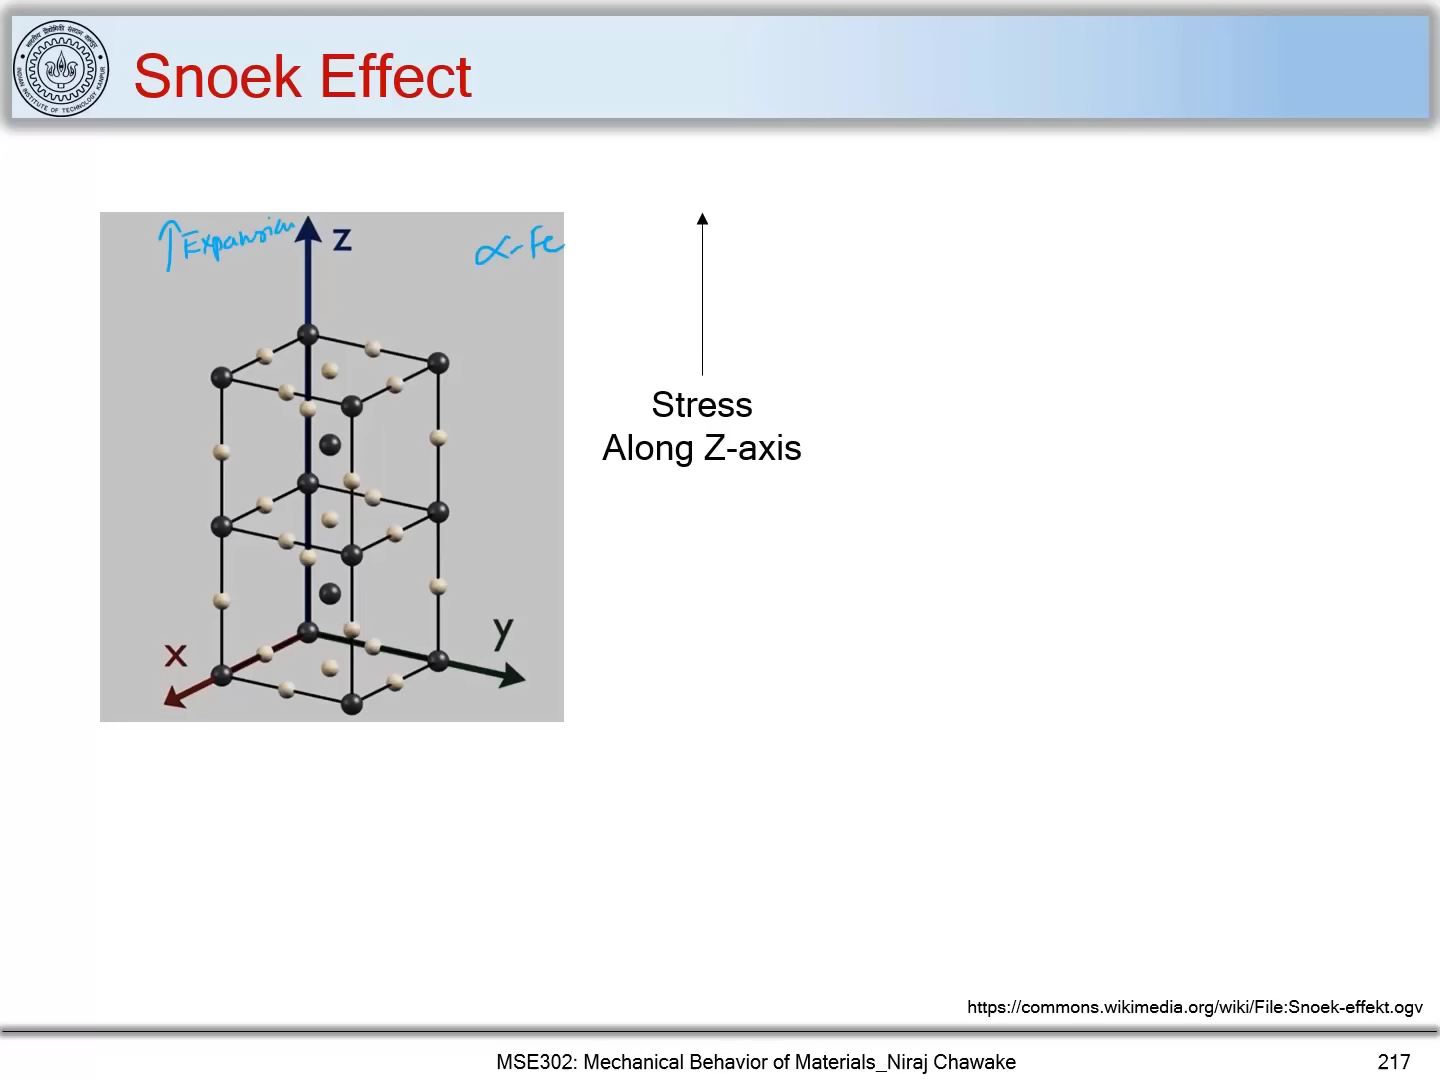 Snoek Effect
↑ Expansion
Z
α-Fe
Stress
Along Z-axis
x
y
https://commons.wikimedia.org/wiki/File:Snoek-effekt.ogv
MSE302: Mechanical Behavior of Materials_Niraj Chawake
217